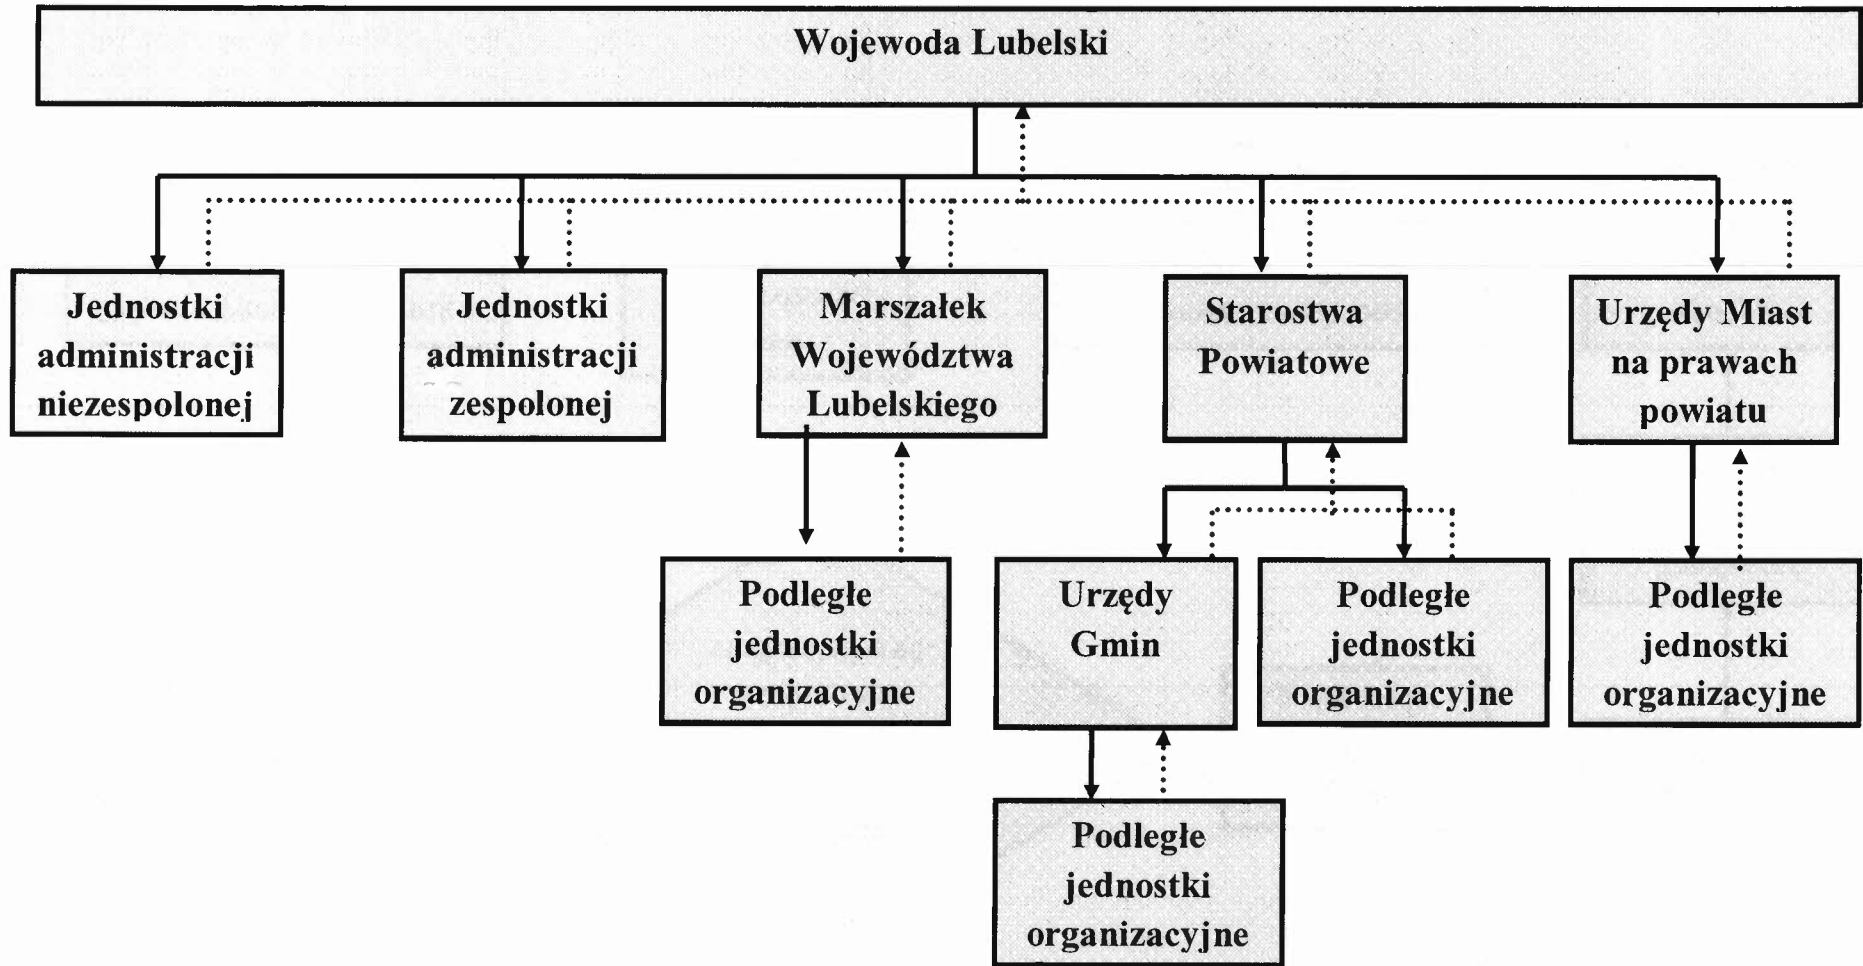 Wojewoda Lubelski
Jednostki
administracji
niezespolonej
Jednostki
administracji
zespolonej
Marszałek
Województwa
Lubelskiego
Starostwa
Powiatowe
Urzędy Miast
na prawach
powiatu
Podległe
jednostki
organizacyjne
Urzędy
Gmin
Podległe
jednostki
organizacyjne
Podległe
jednostki
organizacyjne
Podległe
jednostki
organizacyjne